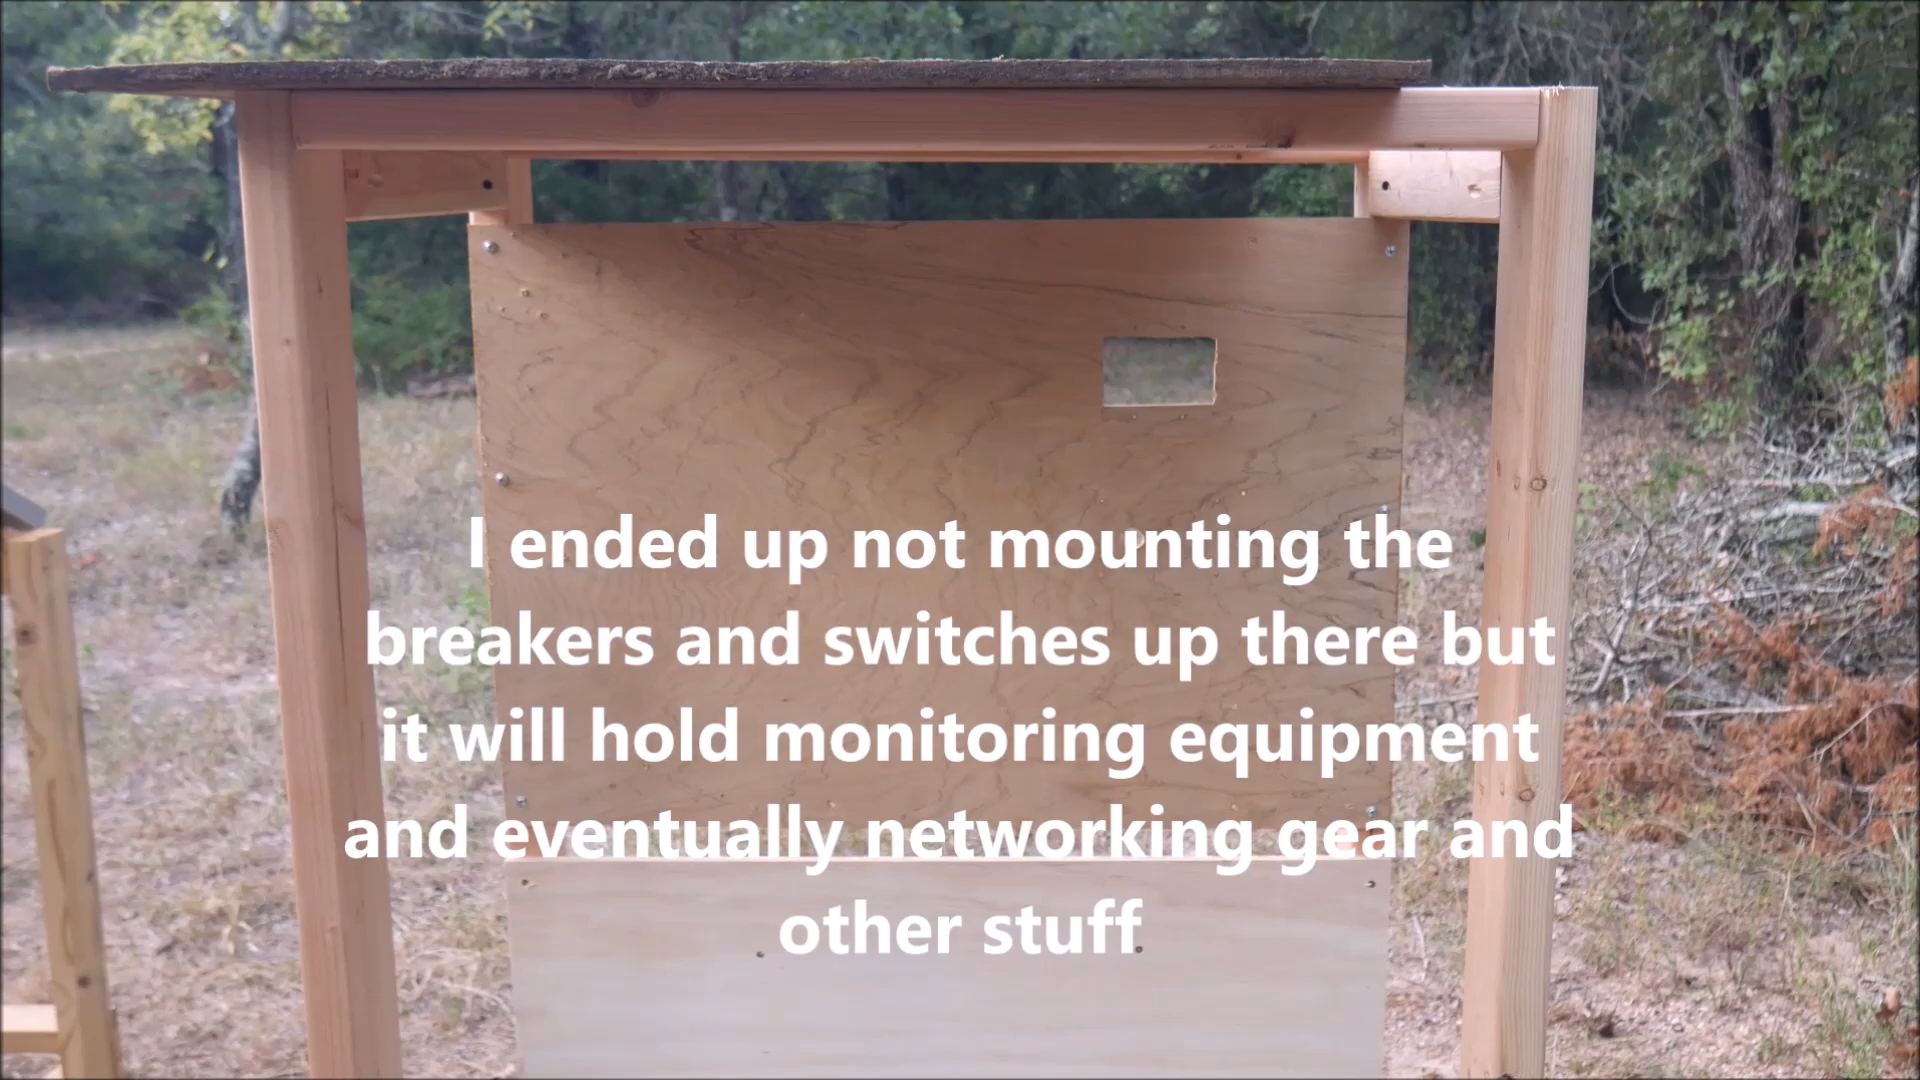 I ended up not mounting the
breakers and switches up there but
it will hold monitoring equipment
and eventually networking gear and
other stuff